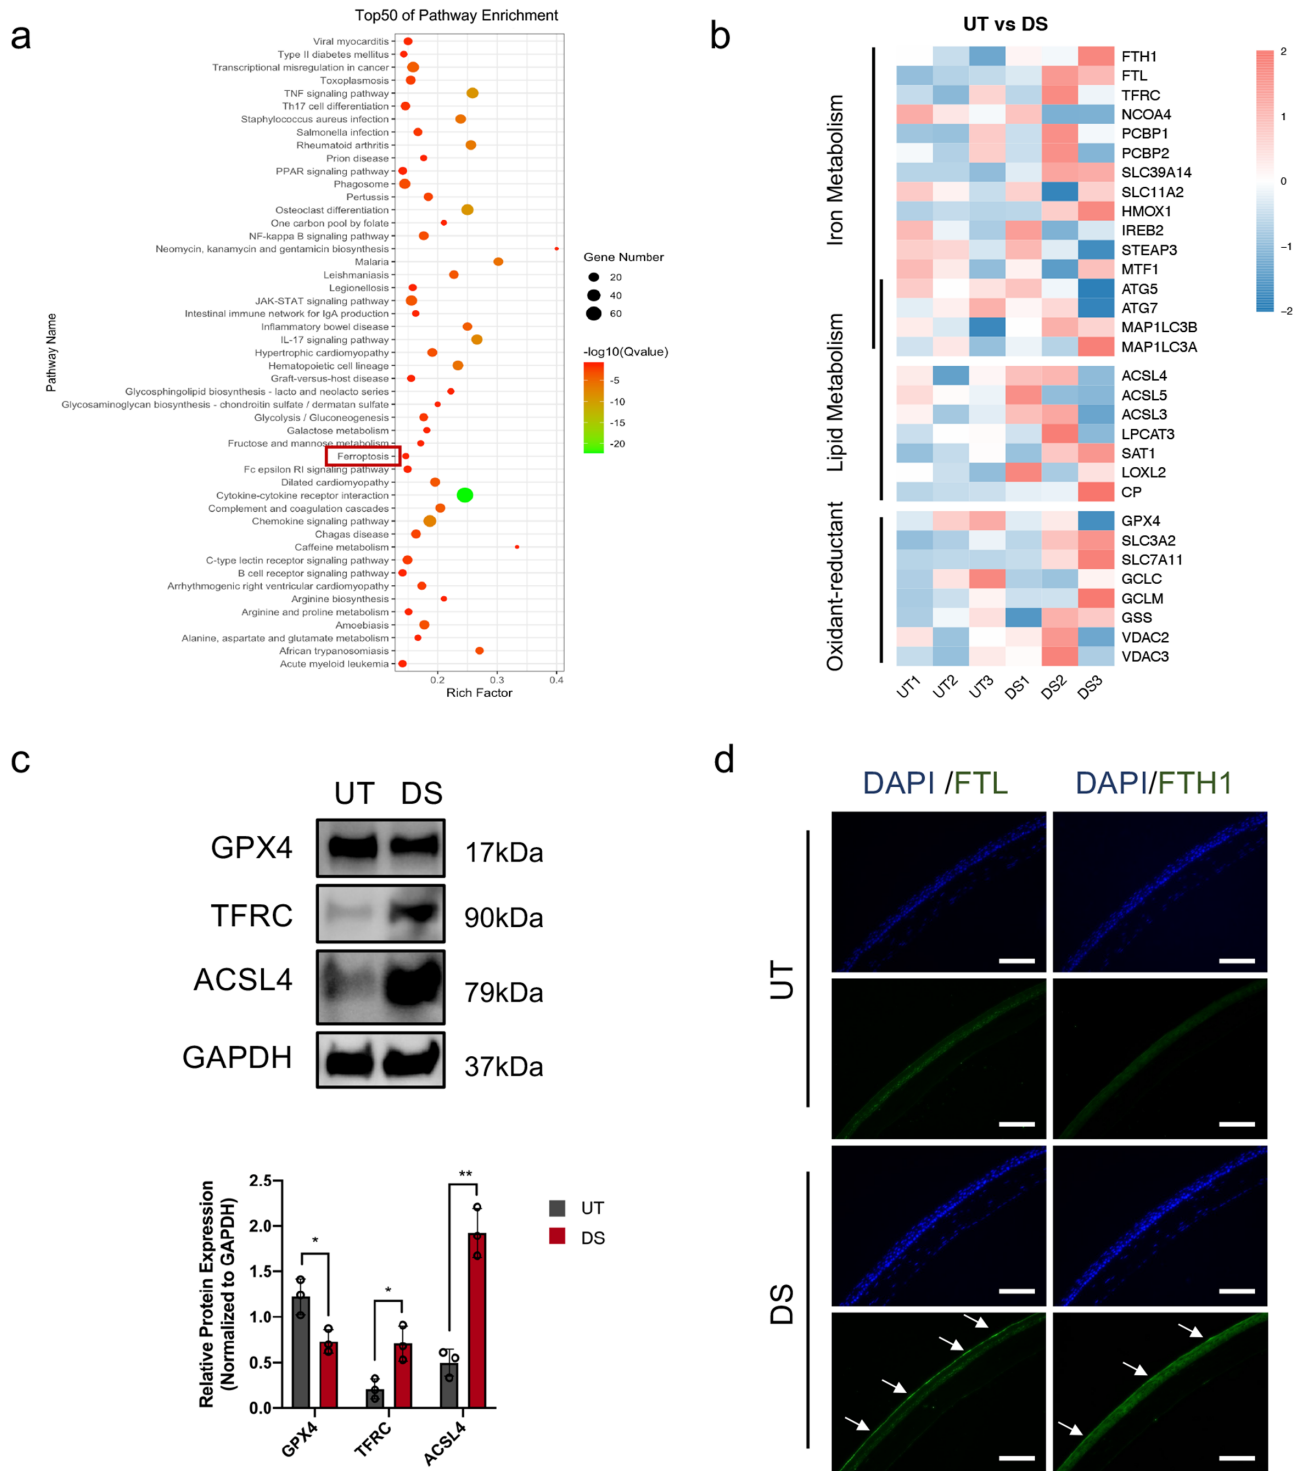 a
Top50 of Pathway Enrichment
Pathway Name
Viral myocarditis
Type II diabetes mellitus
Transcriptional misregulation in cancer
Toxoplasmosis
TNF signaling pathway
Th17 cell differentiation
Staphylococcus aureus infection
Salmonella infection
Rheumatoid arthritis
Prion disease
PPAR signaling pathway
Phagosome
Pertussis
Osteoclast differentiation
One carbon pool by folate
NF-kappa B signaling pathway
Neomycin, kanamycin and gentamicin biosynthesis
Malaria
Leishmaniasis
Legionellosis
JAK-STAT signaling pathway
Intestinal immune network for IgA production
Inflammatory bowel disease
IL-17 signaling pathway
Hypertrophic cardiomyopathy
Hematopoietic cell lineage
Graft-versus-host disease
Glycosphingolipid biosynthesis - lacto and neolacto series
Glycosaminoglycan biosynthesis - chondroitin sulfate / dermatan sulfate
Glycolysis / Gluconeogenesis
Galactose metabolism
Fructose and mannose metabolism
Ferroptosis
Fc epsilon RI signaling pathway
Dilated cardiomyopathy
Cytokine-cytokine receptor interaction
Complement and coagulation cascades
Chemokine signaling pathway
Chagas disease
Caffeine metabolism
C-type lectin receptor signaling pathway
B cell receptor signaling pathway
Arrhythmogenic right ventricular cardiomyopathy
Arginine biosynthesis
Arginine and proline metabolism
Amoebiasis
Alanine, aspartate and glutamate metabolism
African trypanosomiasis
Acute myeloid leukemia
0.2 0.3 0.4
Rich Factor
Gene Number
20
40
60
-log10(Qvalue)
-5
-10
-15
-20
b
UT vs DS
Iron Metabolism
Lipid Metabolism
Oxidant-reductant
FTH1
FTL
TFRC
NCOA4
PCBP1
PCBP2
SLC39A14
SLC11A2
HMOX1
IREB2
STEAP3
MTF1
ATG5
ATG7
MAP1LC3B
MAP1LC3A
ACSL4
ACSL5
ACSL3
LPCAT3
SAT1
LOXL2
CP
GPX4
SLC3A2
SLC7A11
GCLC
GCLM
GSS
VDAC2
VDAC3
UT1 UT2 UT3 DS1 DS2 DS3
2
1
0
−1
−2
c
UT DS
GPX4 17kDa
TFRC 90kDa
ACSL4 79kDa
GAPDH 37kDa
Relative Protein Expression
(Normalized to GAPDH)
2.5
2.0
1.5
1.0
0.5
0.0
* * **
GPX4 TFRC ACSL4
UT
DS
d
DAPI /FTL DAPI/FTH1
UT
DS